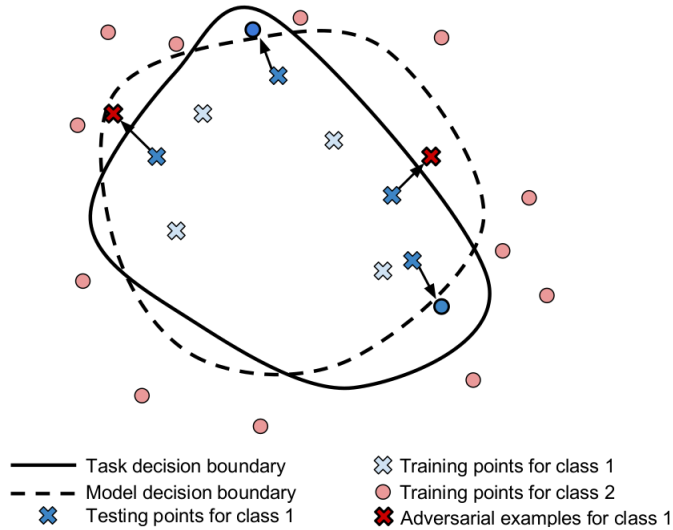 Task decision boundary
Model decision boundary
Testing points for class 1
Training points for class 1
Training points for class 2
Adversarial examples for class 1